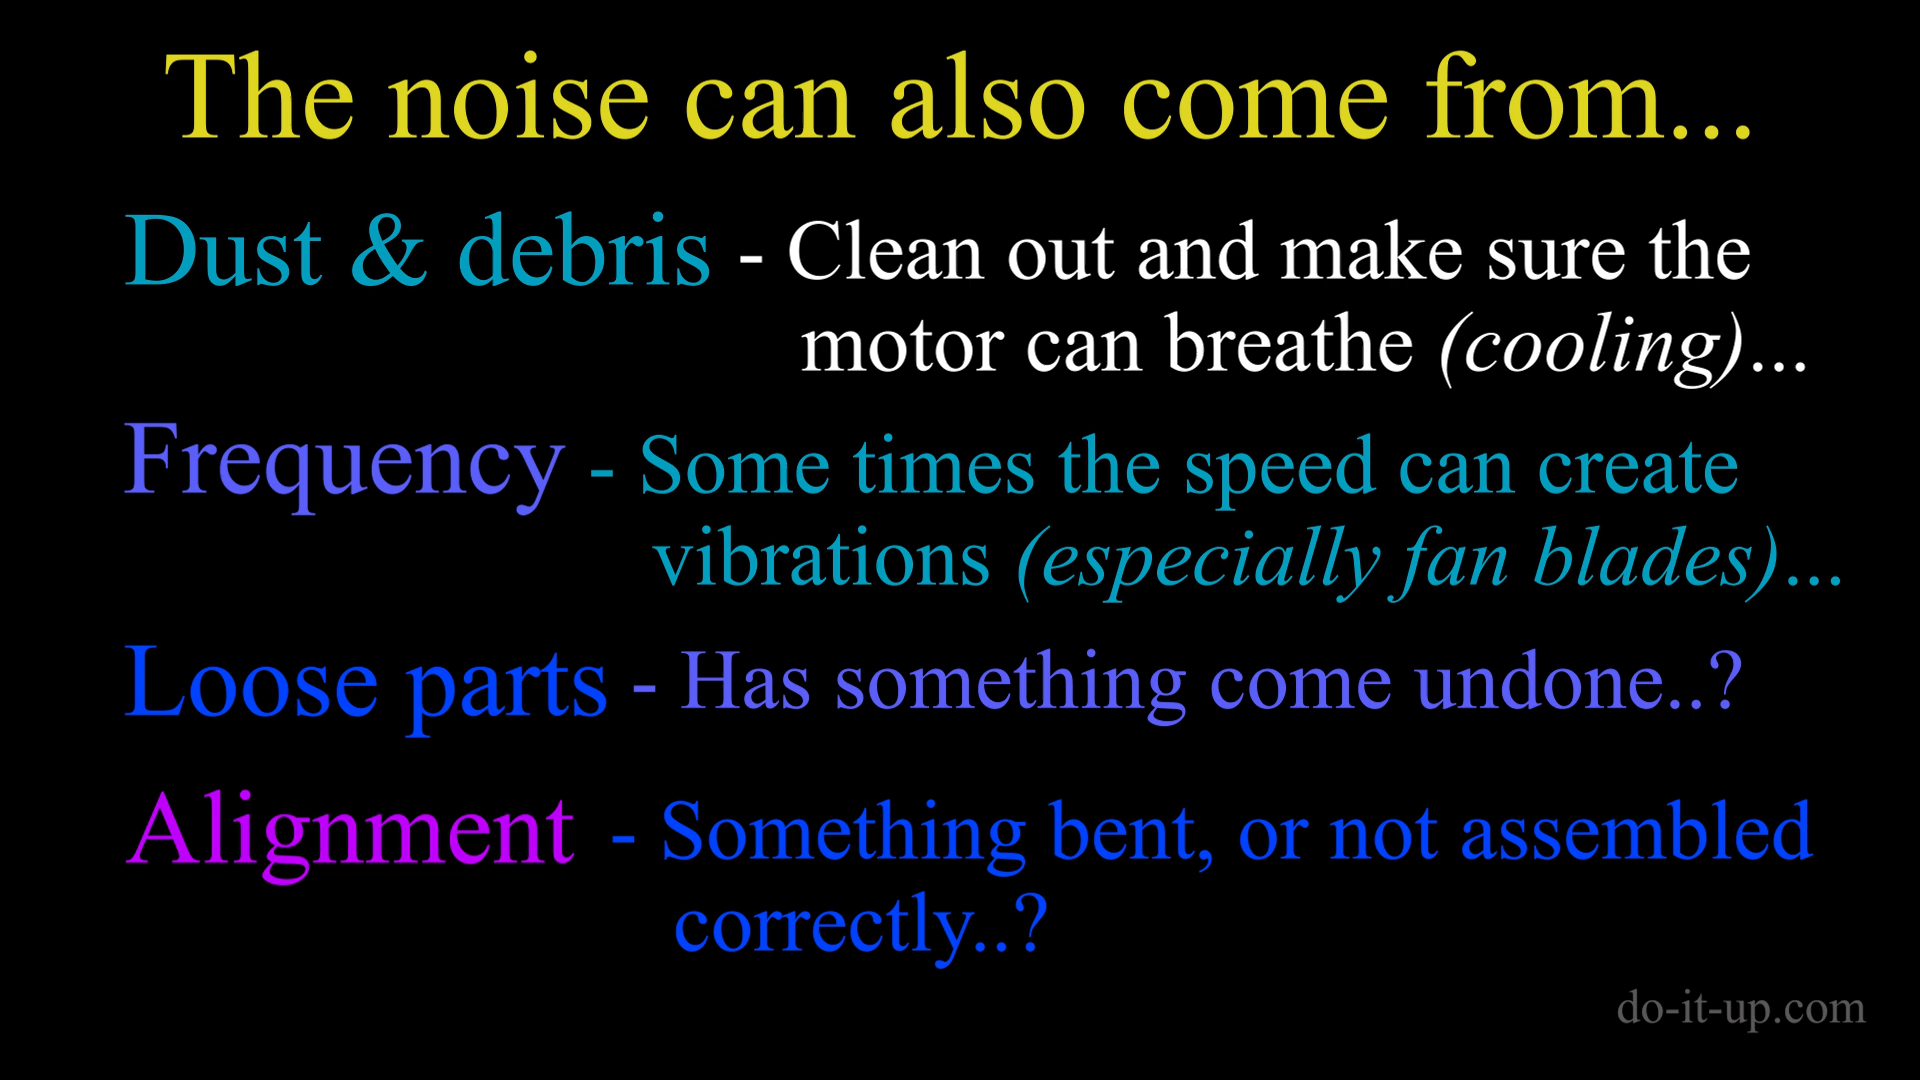 The noise can also come from...
Dust & debris - Clean out and make sure the
motor can breathe (cooling)...
Frequency - Some times the speed can create
vibrations (especially fan blades)...
Loose parts - Has something come undone..?
Alignment - Something bent, or not assembled
correctly..?
do-it-up.com